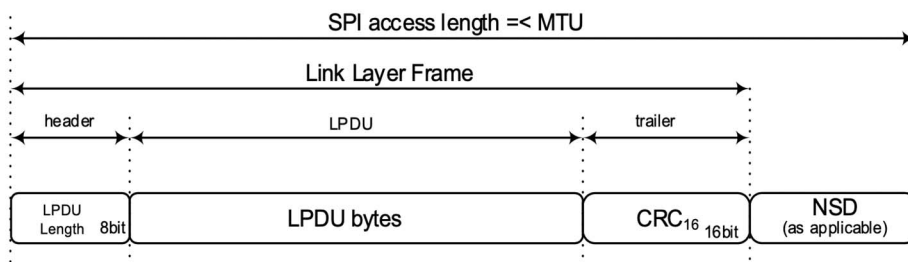 SPI access length =< MTU
Link Layer Frame
header
LPDU
trailer
LPDU
Length 8bit
LPDU bytes
CRC16 16bit
NSD
(as applicable)